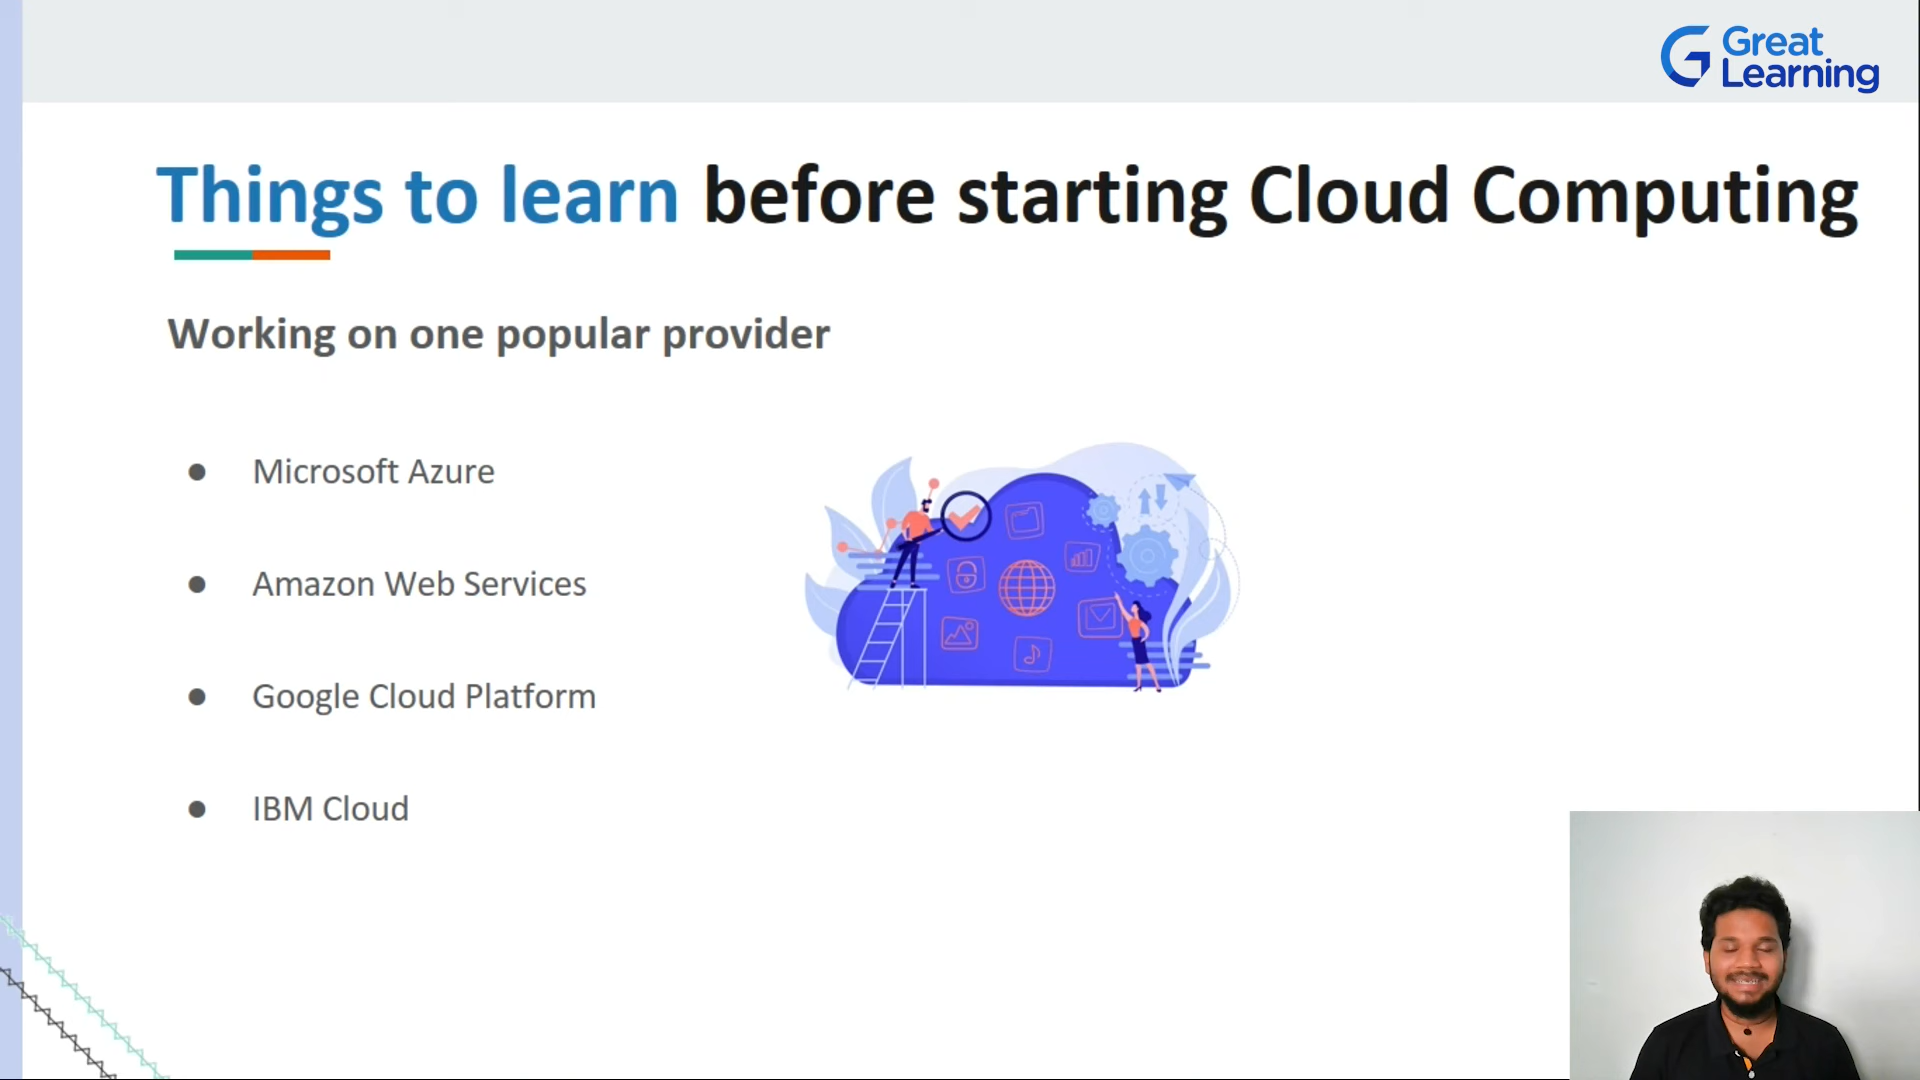 Great
Learning
Things to learn before starting Cloud Computing
Working on one popular provider
● Microsoft Azure
● Amazon Web Services
● Google Cloud Platform
● IBM Cloud